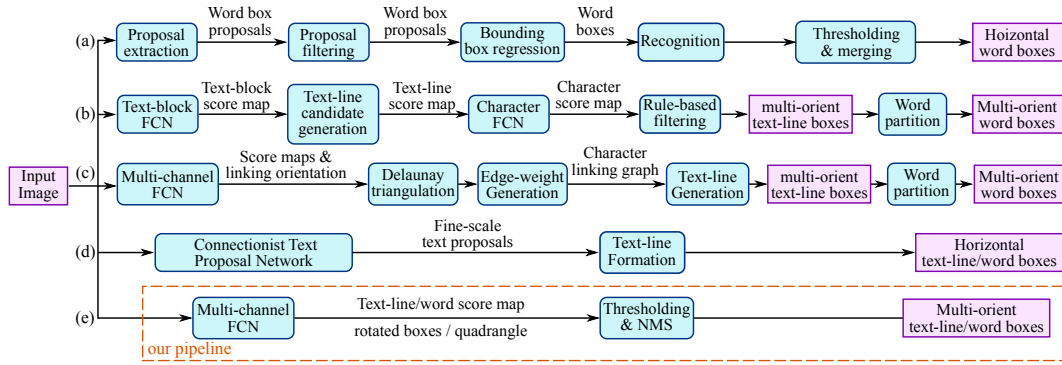 (a)
Proposal
extraction
Word box
proposals
Proposal
filtering
Word box
proposals
Bounding
box regression
Word
boxes
Recognition
Thresholding
& merging
Hoizontal
word boxes
(b)
Text-block
FCN
Text-block
score map
Text-line
candidate
generation
Text-line
score map
Character
FCN
Character
score map
Rule-based
filtering
multi-orient
text-line boxes
Word
partition
Multi-orient
word boxes
Input
Image
(c)
Multi-channel
FCN
Score maps &
linking orientation
Delaunay
triangulation
Edge-weight
Generation
Character
linking graph
Text-line
Generation
multi-orient
text-line boxes
Word
partition
Multi-orient
word boxes
(d)
Connectionist Text
Proposal Network
Fine-scale
text proposals
Text-line
Formation
Horizontal
text-line/word boxes
(e)
Multi-channel
FCN
Text-line/word score map
rotated boxes / quadrangle
Thresholding
& NMS
Multi-orient
text-line/word boxes
our pipeline